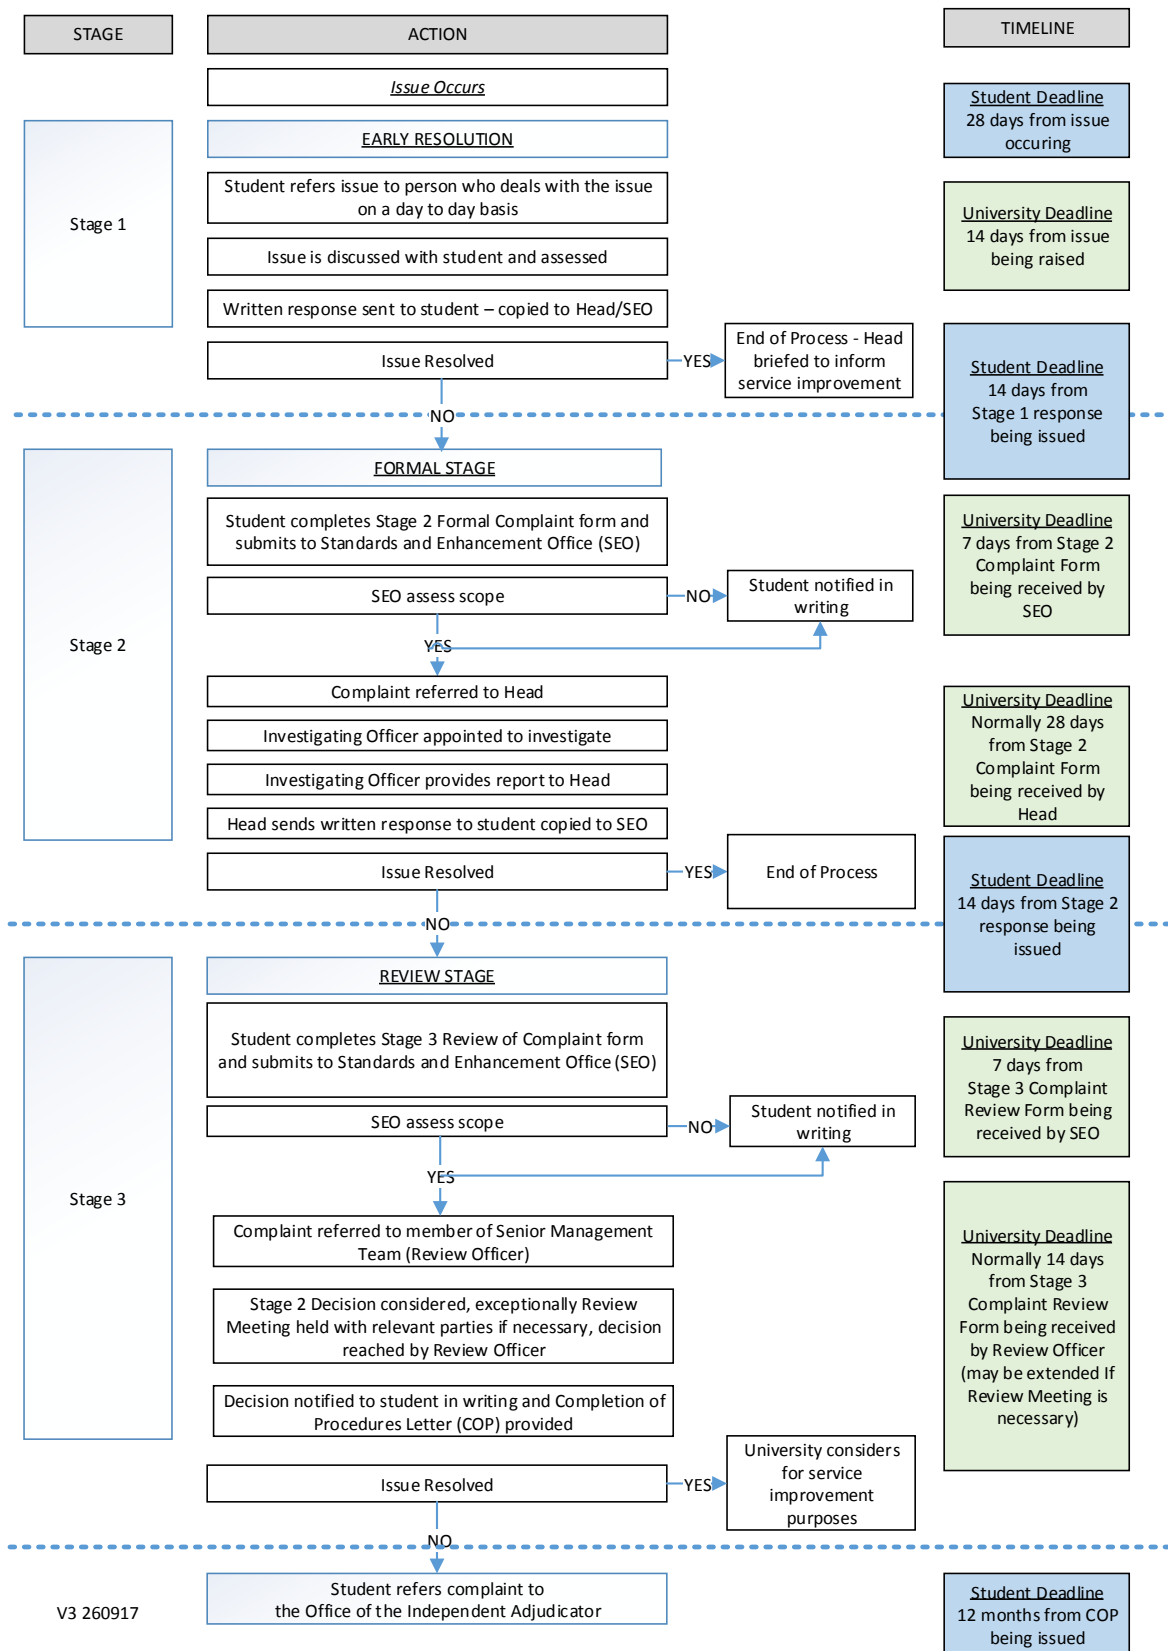 STAGE
ACTION
TIMELINE
Issue Occurs
Student Deadline
28 days from issue
occuring
EARLY RESOLUTION
Stage 1
Student refers issue to person who deals with the issue
on a day to day basis
University Deadline
14 days from issue
being raised
Issue is discussed with student and assessed
Written response sent to student – copied to Head/SEO
Issue Resolved
YES
End of Process - Head
briefed to inform
service improvement
Student Deadline
14 days from
Stage 1 response
being issued
NO
FORMAL STAGE
Stage 2
Student completes Stage 2 Formal Complaint form and
submits to Standards and Enhancement Office (SEO)
University Deadline
7 days from Stage 2
Complaint Form
being received by
SEO
SEO assess scope
NO
Student notified in
writing
YES
Complaint referred to Head
University Deadline
Normally 28 days
from Stage 2
Complaint Form
being received by
Head
Investigating Officer appointed to investigate
Investigating Officer provides report to Head
Head sends written response to student copied to SEO
Issue Resolved
YES
End of Process
Student Deadline
14 days from Stage 2
response being
issued
NO
REVIEW STAGE
Stage 3
Student completes Stage 3 Review of Complaint form
and submits to Standards and Enhancement Office (SEO)
University Deadline
7 days from
Stage 3 Complaint
Review Form being
received by SEO
SEO assess scope
NO
Student notified in
writing
YES
Complaint referred to member of Senior Management
Team (Review Officer)
University Deadline
Normally 14 days
from Stage 3
Complaint Review
Form being received
by Review Officer
(may be extended If
Review Meeting is
necessary)
Stage 2 Decision considered, exceptionally Review
Meeting held with relevant parties if necessary, decision
reached by Review Officer
Decision notified to student in writing and Completion of
Procedures Letter (COP) provided
Issue Resolved
YES
University considers
for service
improvement
purposes
NO
Student refers complaint to
the Office of the Independent Adjudicator
Student Deadline
12 months from COP
being issued
V3 260917